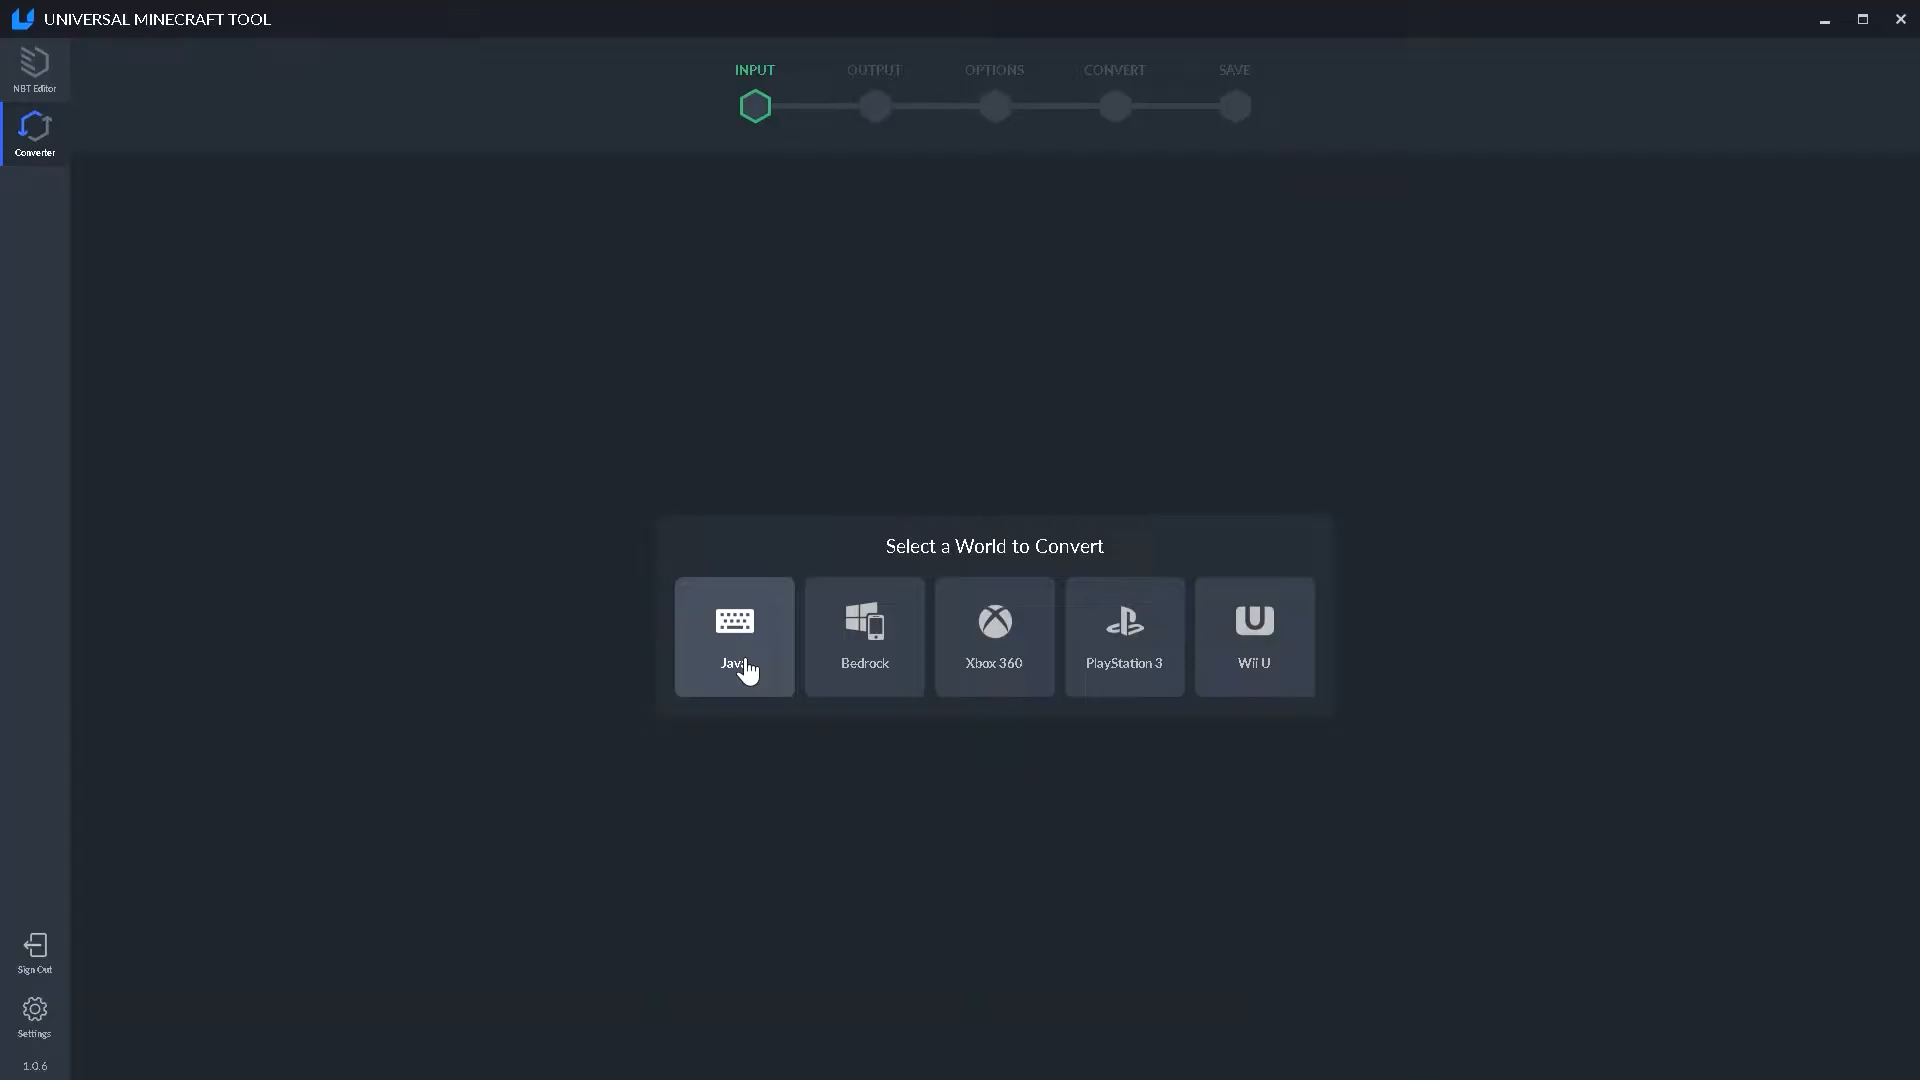 UNIVERSAL MINECRAFT TOOL
NBT Editor
Converter
INPUT
OUTPUT
OPTIONS
CONVERT
SAVE
Select a World to Convert
Java
Bedrock
Xbox 360
PlayStation 3
Wii U
Sign Out
Settings
1.0.6